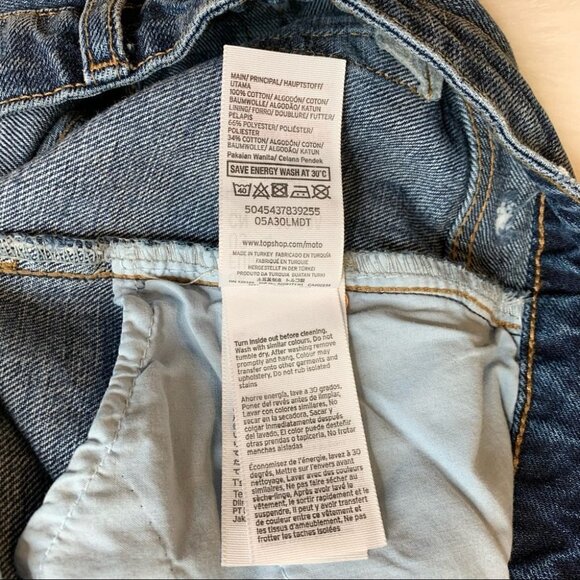 MAIN/ PRINCIPAL/ HAUPTSTOFF/
UTAMA
100% COTTON/ ALGODÓN/ COTON/
BAUMWOLLE/ ALGODÃO/ KATUN
LINING/ FORRO/ DOUBLURE/ FUTTER/
PELAPIS
66% POLYESTER/ POLIÉSTER/
POLIESTER
34% COTTON/ ALGODÓN/ COTON/
BAUMWOLLE/ ALGODÃO/ KATUN
Pakaian Wanita/ Celana Pendek
SAVE ENERGY WASH AT 30°C
40
5045437839255
05A30LMDT
www.topshop.com/moto
MADE IN TURKEY FABRICADO EN TURQUÍA
FABRIQUÉ EN TURQUIE
HERGESTELLT IN DER TÜRKEI
PRODUTO DA TURQUIA BUATAN TURKI
Turn inside out before cleaning.
Wash with similar colours. Do not
tumble dry. After washing remove
promptly and hang. Colour may
transfer onto other garments and
upholstery. Do not rub isolated
stains
Ahorre energía, lave a 30 grados.
Poner del revés antes de limpiar.
Lavar con colores similares. No
usar secadora. Sacar y
colgar inmediatamente después
del lavado. El color puede desteñir
otras prendas o tapicería. No frotar
manchas aisladas
Économisez de l'énergie, lavez à 30
degrés, Mettre sur l'envers avant
nettoyage. Laver avec des couleurs
similaires. Ne pas faire sécher au
sèche-linge. Après avoir lavé le
vêtement, le sortir rapidement et le
suspendre. Il peut y avoir transfert
de couleur entre ce vêtement et
les tissus d'ameublement. Ne pas
frotter les taches isolées